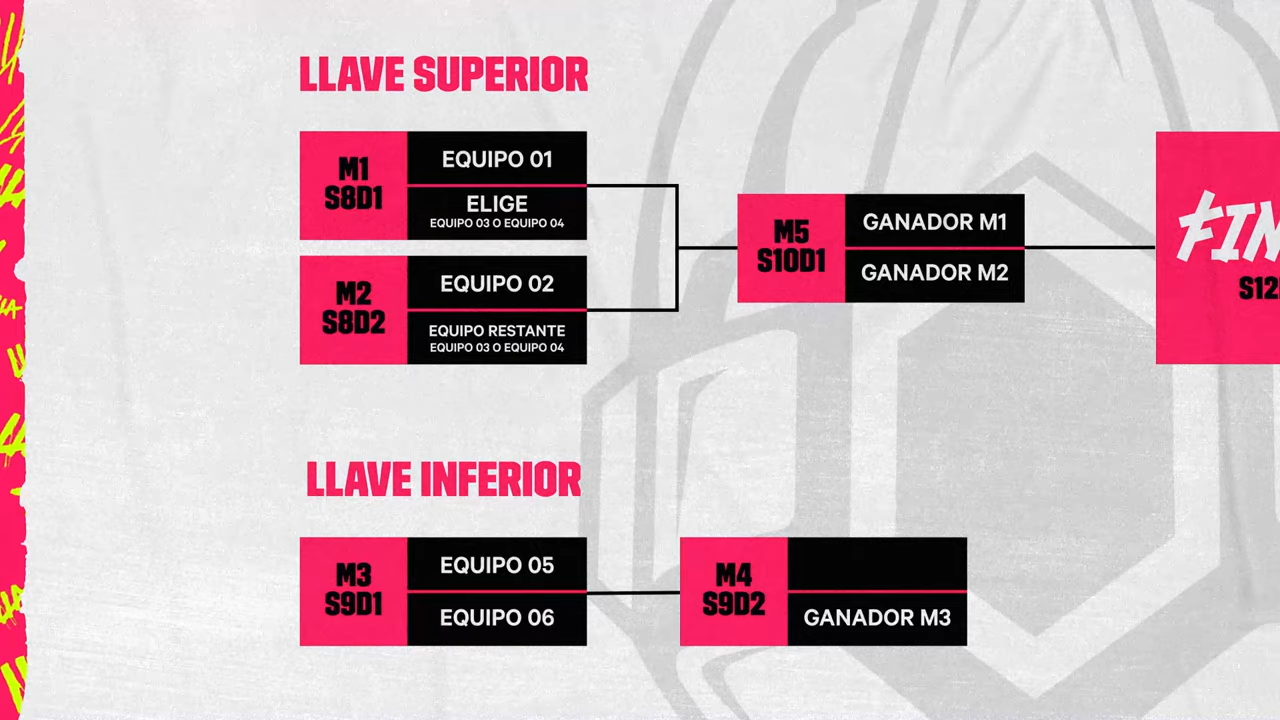 LLAVE SUPERIOR
M1
S8D1
EQUIPO 01
ELIGE
EQUIPO 03 O EQUIPO 04
M2
S8D2
EQUIPO 02
EQUIPO RESTANTE
EQUIPO 03 O EQUIPO 04
M5
S10D1
GANADOR M1
GANADOR M2
LLAVE INFERIOR
M3
S9D1
EQUIPO 05
EQUIPO 06
M4
S9D2
GANADOR M3